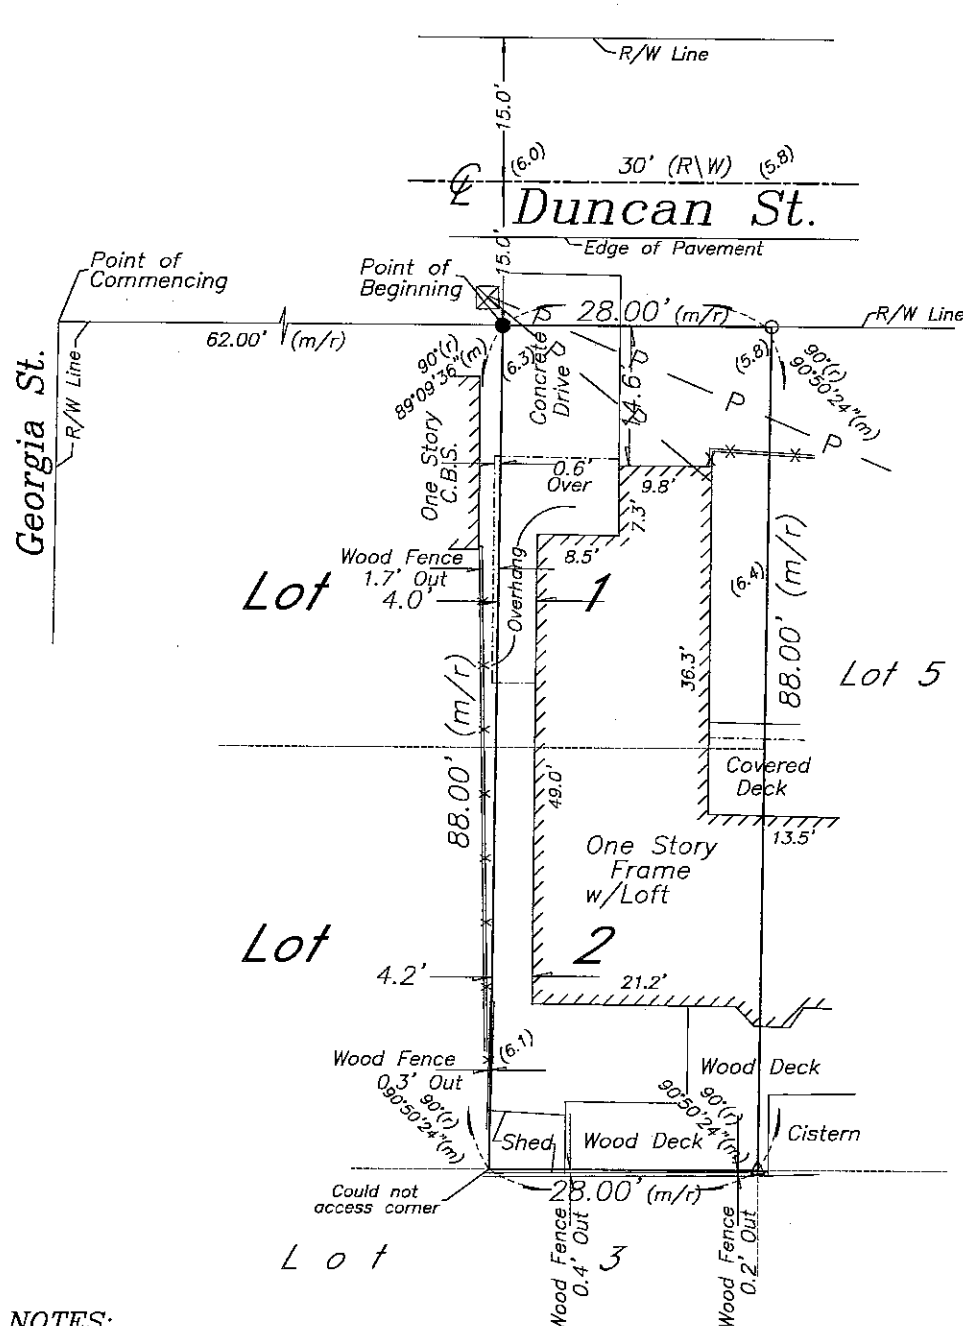 R/W Line
15.0'
(6.0)
30' (R\W)
(5.8)
℄
Duncan St.
15.0'
Edge of Pavement
Point of
Commencing
Point of
Beginning
28.00' (m/r)
R/W Line
62.00' (m/r)
Georgia St.
R/W Line
90°(r)
89°09'36"(m)
(6.3)
Concrete
Drive
P
P
P
P
P
P
(5.8)
90°(r)
90°50'24"(m)
One Story
C.B.S.
0.6'
Over
9.8'
7.3'
8.5'
Wood Fence
1.7' Out
4.0'
Overhang
Lot 1
(6.4)
88.00' (m/r)
36.3'
Lot 5
88.00' (m/r)
49.0'
Covered
Deck
13.5'
One Story
Frame
w/Loft
Lot 2
4.2'
21.2'
(6.1)
Wood Fence
0.3' Out
90°(r)
90°50'24"(m)
Wood Deck
90°(r)
90°50'24"(m)
Shed
Wood Deck
Cistern
Could not
access corner
28.00' (m/r)
Wood Fence
0.4' Out
Wood Fence
0.2' Out
Lot 3
NOTES: